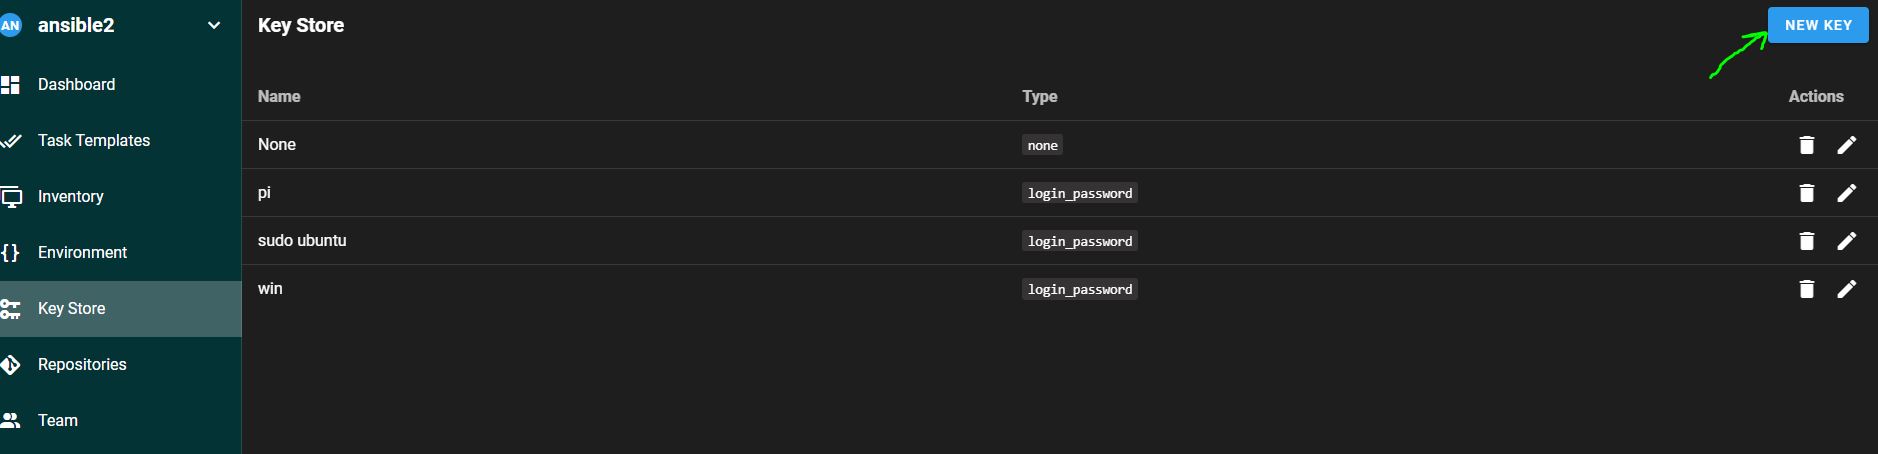 AN ansible2
Dashboard
Task Templates
Inventory
Environment
Key Store
Repositories
Team
Key Store
NEW KEY
Name Type Actions
None none
pi login_password
sudo ubuntu login_password
win login_password